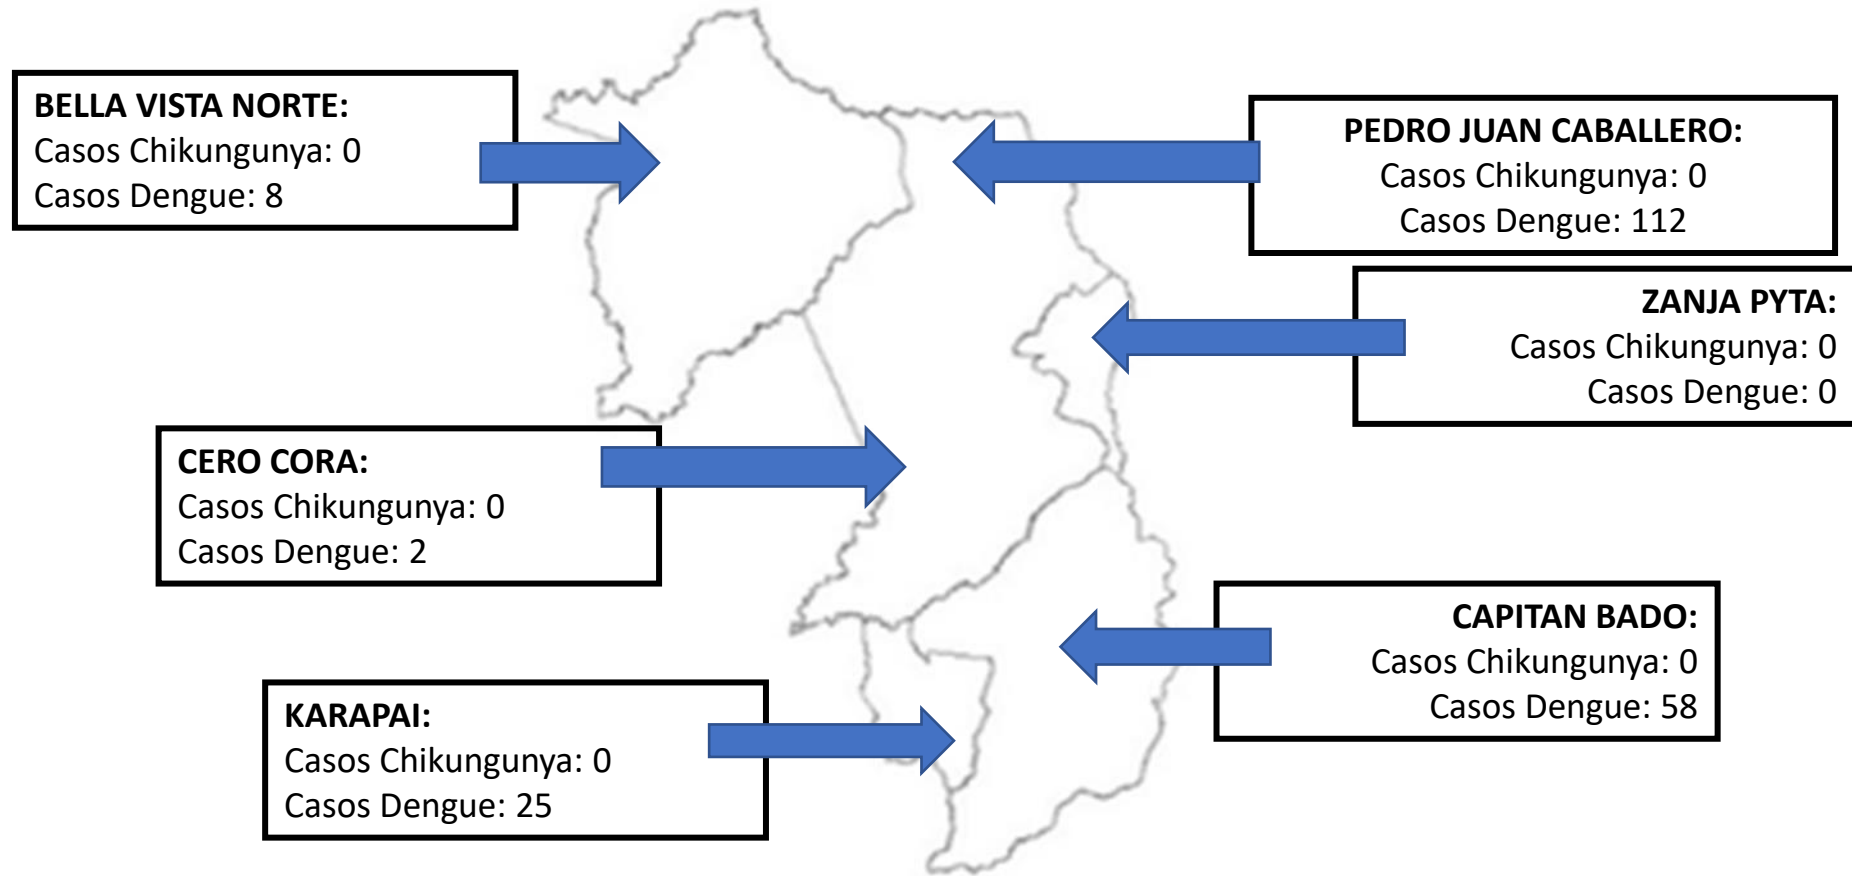 BELLA VISTA NORTE:
Casos Chikungunya: 0
Casos Dengue: 8
PEDRO JUAN CABALLERO:
Casos Chikungunya: 0
Casos Dengue: 112
ZANJA PYTA:
Casos Chikungunya: 0
Casos Dengue: 0
CERO CORA:
Casos Chikungunya: 0
Casos Dengue: 2
CAPITAN BADO:
Casos Chikungunya: 0
Casos Dengue: 58
KARAPAI:
Casos Chikungunya: 0
Casos Dengue: 25